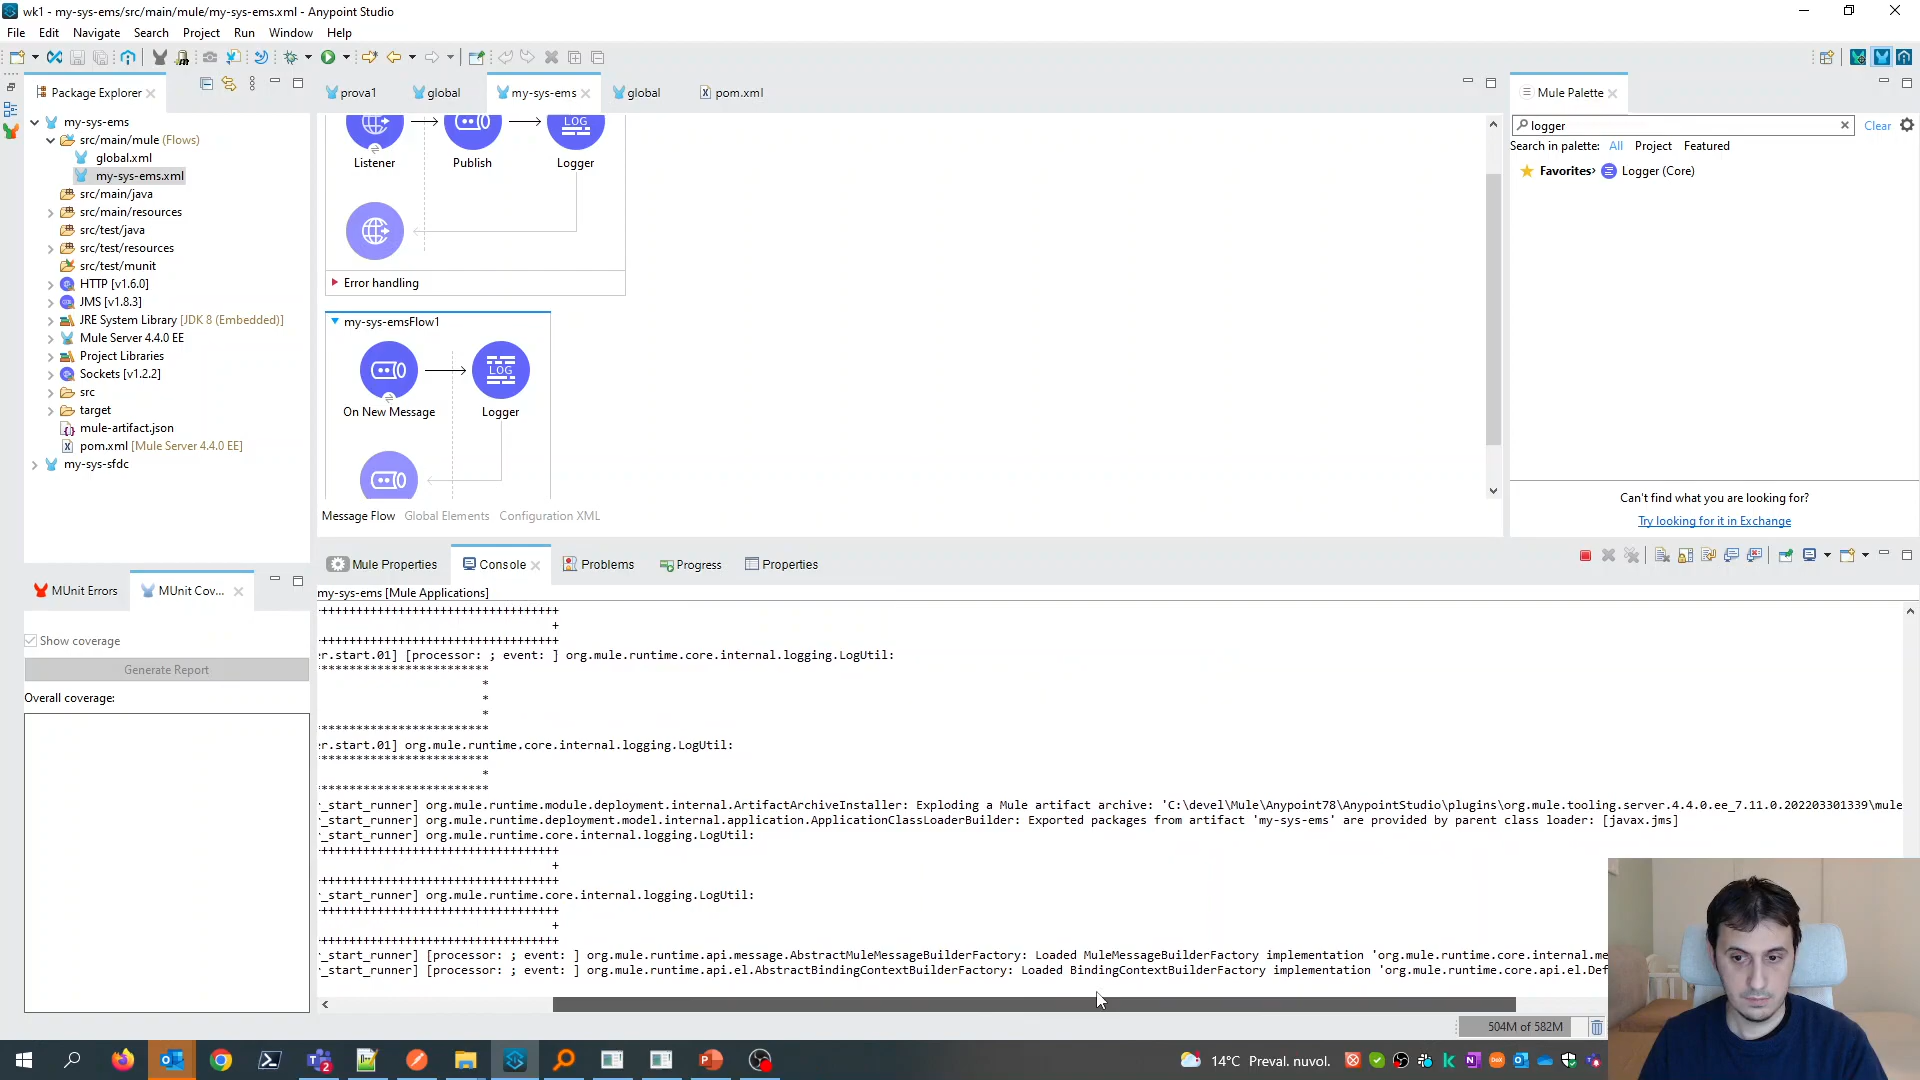 wk1 - my-sys-ems/src/main/mule/my-sys-ems.xml - Anypoint Studio
File Edit Navigate Search Project Run Window Help
Package Explorer
my-sys-ems
src/main/mule (Flows)
global.xml
my-sys-ems.xml
src/main/java
src/main/resources
src/test/java
src/test/resources
src/test/munit
HTTP [v1.6.0]
JMS [v1.8.3]
JRE System Library [JDK 8 (Embedded)]
Mule Server 4.4.0 EE
Project Libraries
Sockets [v1.2.2]
src
target
mule-artifact.json
pom.xml [Mule Server 4.4.0 EE]
my-sys-sfdc
prova1 global my-sys-ems global pom.xml
LOG
Listener Publish Logger
Error handling
my-sys-emsFlow1
LOG
On New Message Logger
Message Flow Global Elements Configuration XML
Mule Palette
logger
Clear
Search in palette: All Project Featured
Favorites> Logger (Core)
Can't find what you are looking for?
Try looking for it in Exchange
MUnit Errors MUnit Cov...
Show coverage
Generate Report
Overall coverage:
Mule Properties Console Problems Progress Properties
my-sys-ems [Mule Applications]
++++++++++++++++++++++++++++++++++++
+
++++++++++++++++++++++++++++++++++++
er.start.01] [processor: ; event: ] org.mule.runtime.core.internal.logging.LogUtil:
**************************
*
*
*
**************************
er.start.01] org.mule.runtime.core.internal.logging.LogUtil:
**************************
*
**************************
_start_runner] org.mule.runtime.module.deployment.internal.ArtifactArchiveInstaller: Exploding a Mule artifact archive: 'C:\devel\Mule\Anypoint78\AnypointStudio\plugins\org.mule.tooling.server.4.4.0.ee_7.11.0.202203301339\mule
_start_runner] org.mule.runtime.deployment.model.internal.application.ApplicationClassLoaderBuilder: Exported packages from artifact 'my-sys-ems' are provided by parent class loader: [javax.jms]
_start_runner] org.mule.runtime.core.internal.logging.LogUtil:
++++++++++++++++++++++++++++++++++++
+
++++++++++++++++++++++++++++++++++++
_start_runner] org.mule.runtime.core.internal.logging.LogUtil:
++++++++++++++++++++++++++++++++++++
+
++++++++++++++++++++++++++++++++++++
_start_runner] [processor: ; event: ] org.mule.runtime.api.message.AbstractMuleMessageBuilderFactory: Loaded MuleMessageBuilderFactory implementation 'org.mule.runtime.core.internal.me
_start_runner] [processor: ; event: ] org.mule.runtime.api.el.AbstractBindingContextBuilderFactory: Loaded BindingContextBuilderFactory implementation 'org.mule.runtime.core.api.el.Def
504M of 582M
14°C Preval. nuvol.